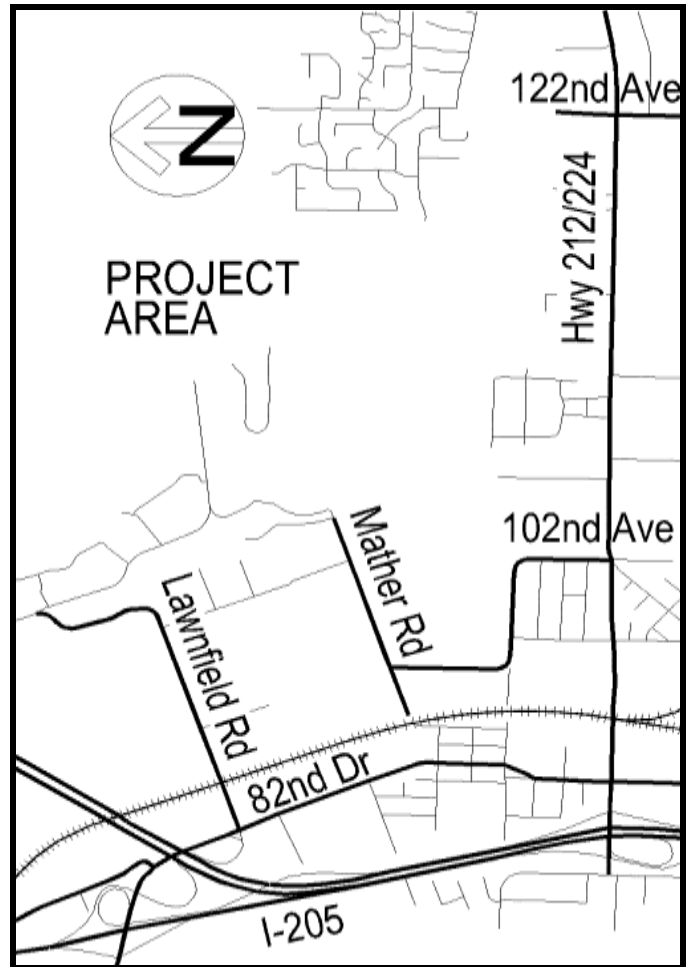 122nd Ave
N
Hwy 212/224
PROJECT
AREA
102nd Ave
Mather Rd
Lawnfield Rd
82nd Dr
I-205